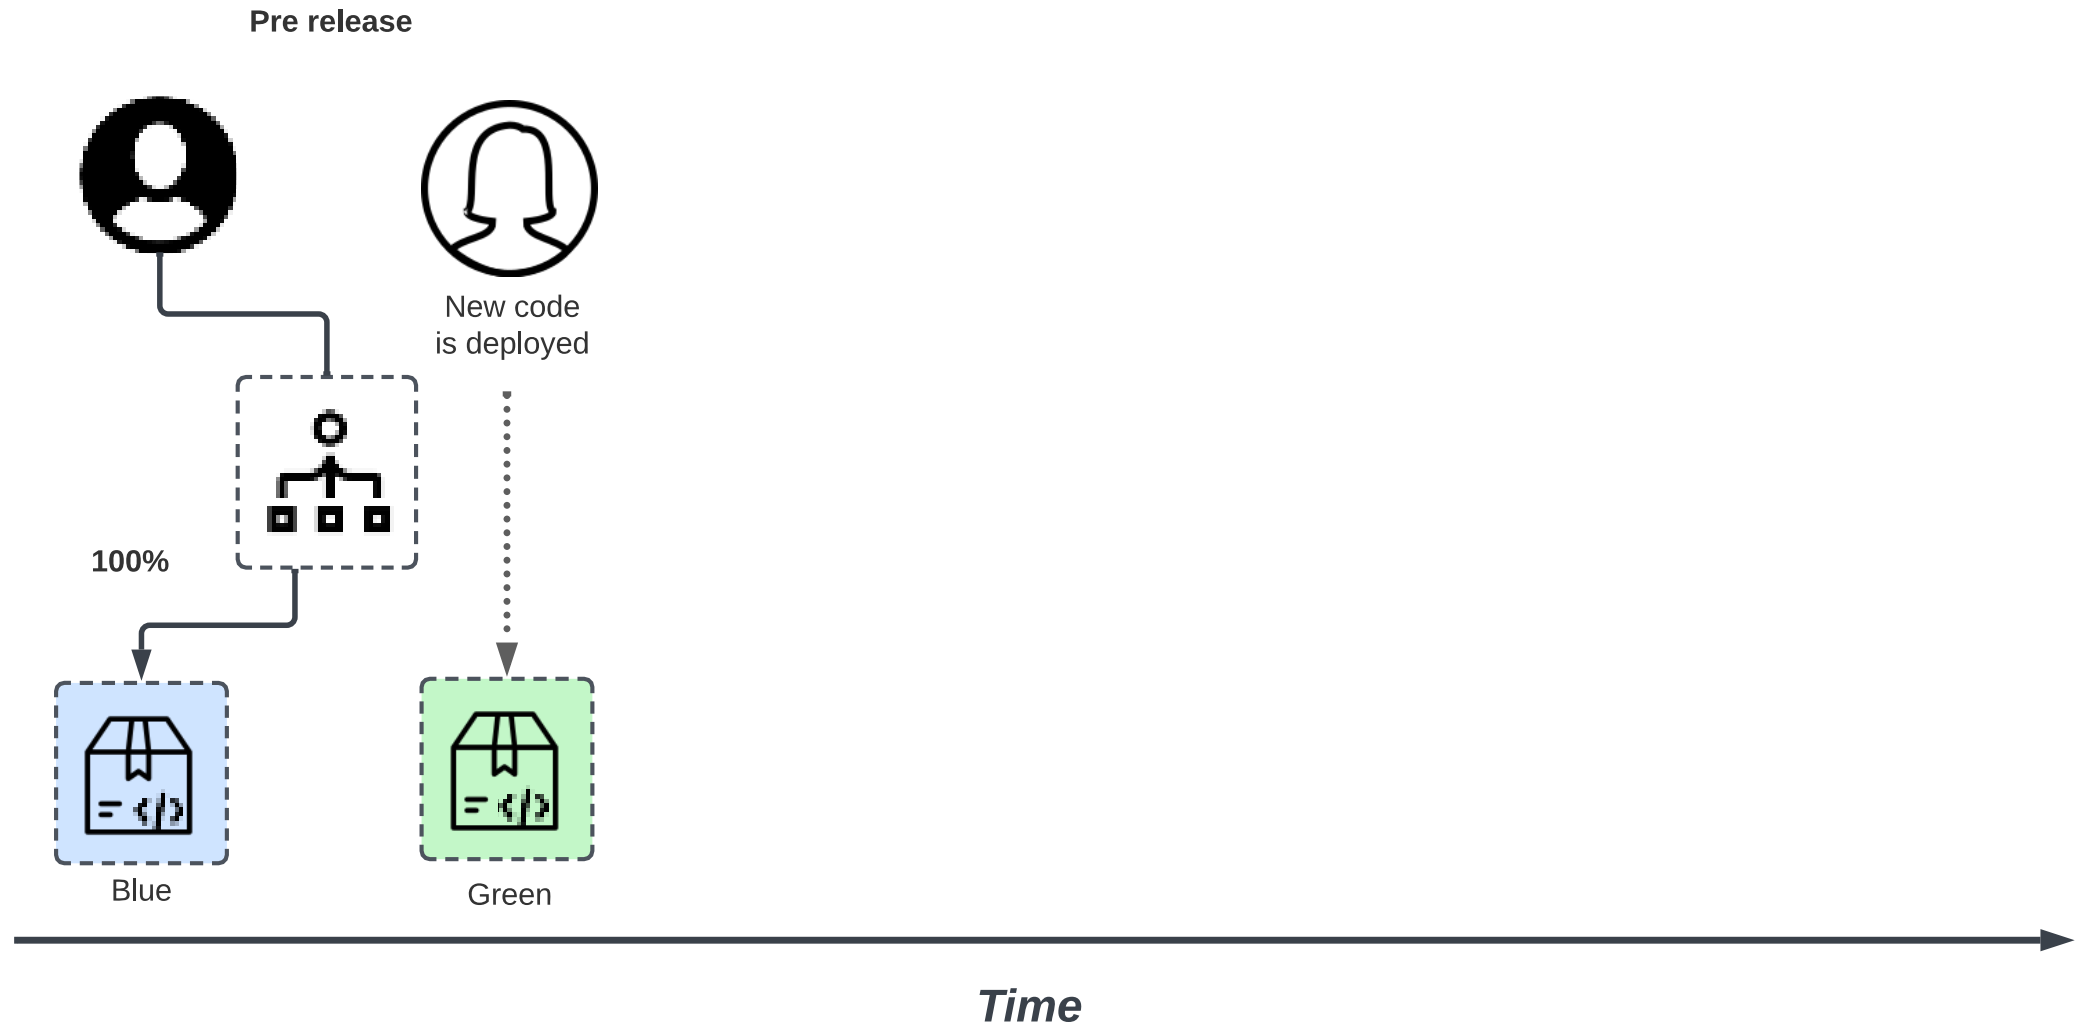 Pre release
New code
is deployed
100%
Blue
Green
Time